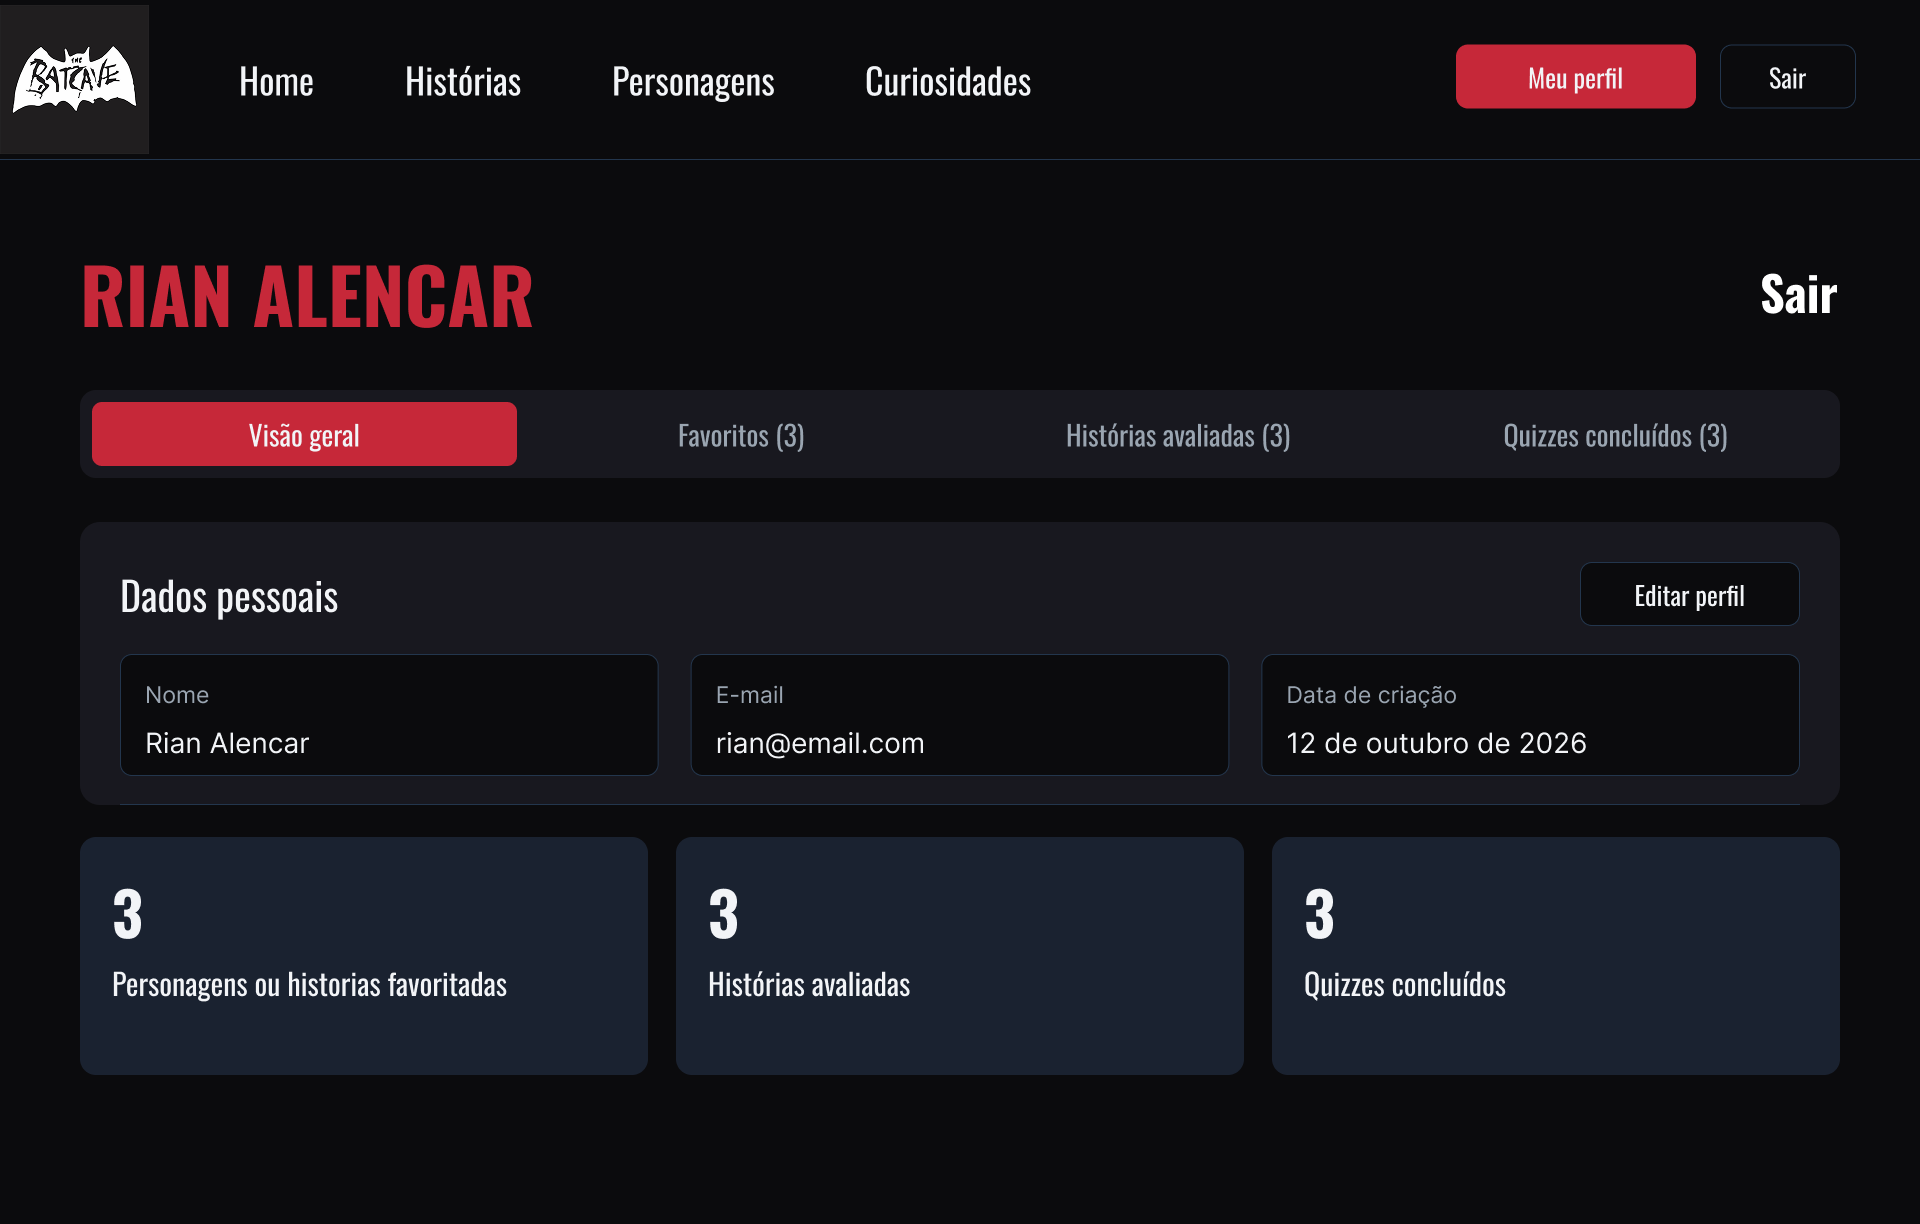 THE
BATCAVE
Home Histórias Personagens Curiosidades Meu perfil Sair
RIAN ALENCAR Sair
Visão geral Favoritos (3) Histórias avaliadas (3) Quizzes concluídos (3)
Dados pessoais Editar perfil
Nome E-mail Data de criação
Rian Alencar rian@email.com 12 de outubro de 2026
3 3 3
Personagens ou historias favoritadas Histórias avaliadas Quizzes concluídos